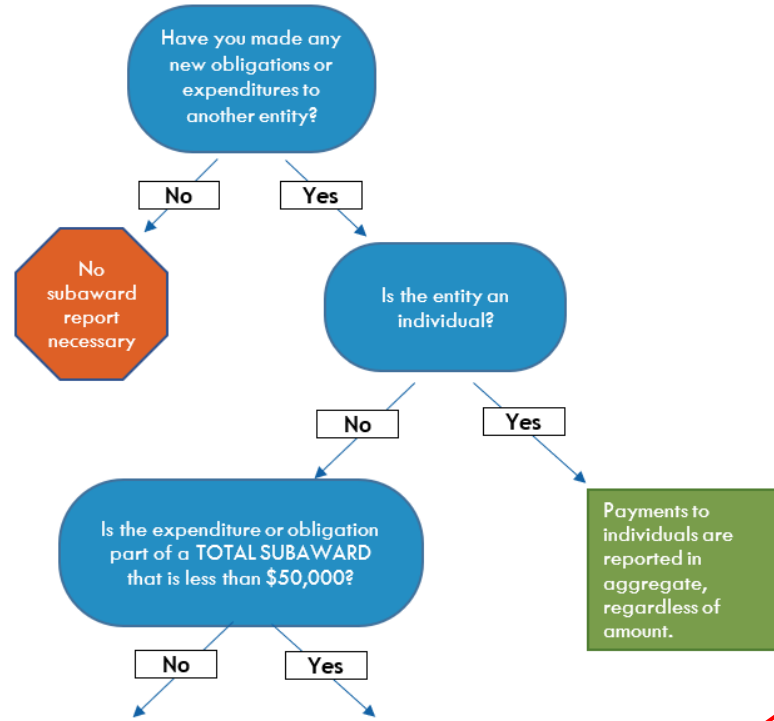 Have you made any
new obligations or
expenditures to
another entity?
No
Yes
No
subaward
report
necessary
Is the entity an
individual?
No
Yes
Is the expenditure or obligation
part of a TOTAL SUBAWARD
that is less than $50,000?
Payments to
individuals are
reported in
aggregate,
regardless of
amount.
No
Yes